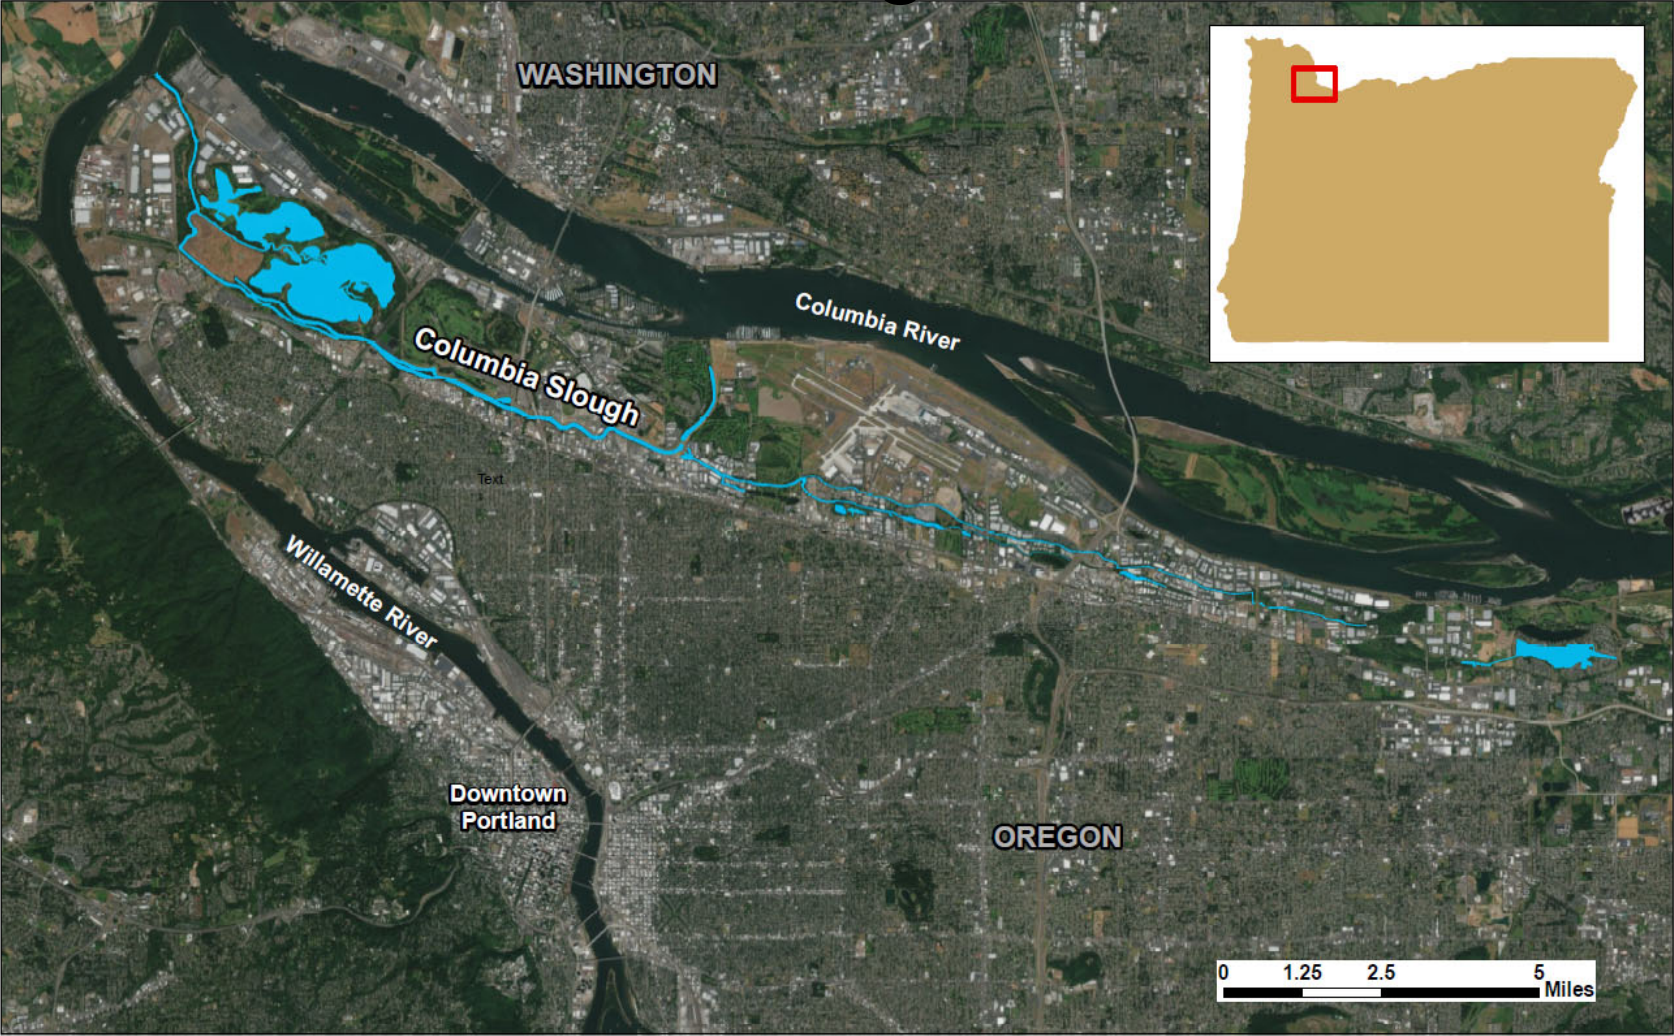 WASHINGTON
Columbia River
Columbia Slough
Text
Willamette River
Downtown
Portland
OREGON
0 1.25 2.5 5
Miles